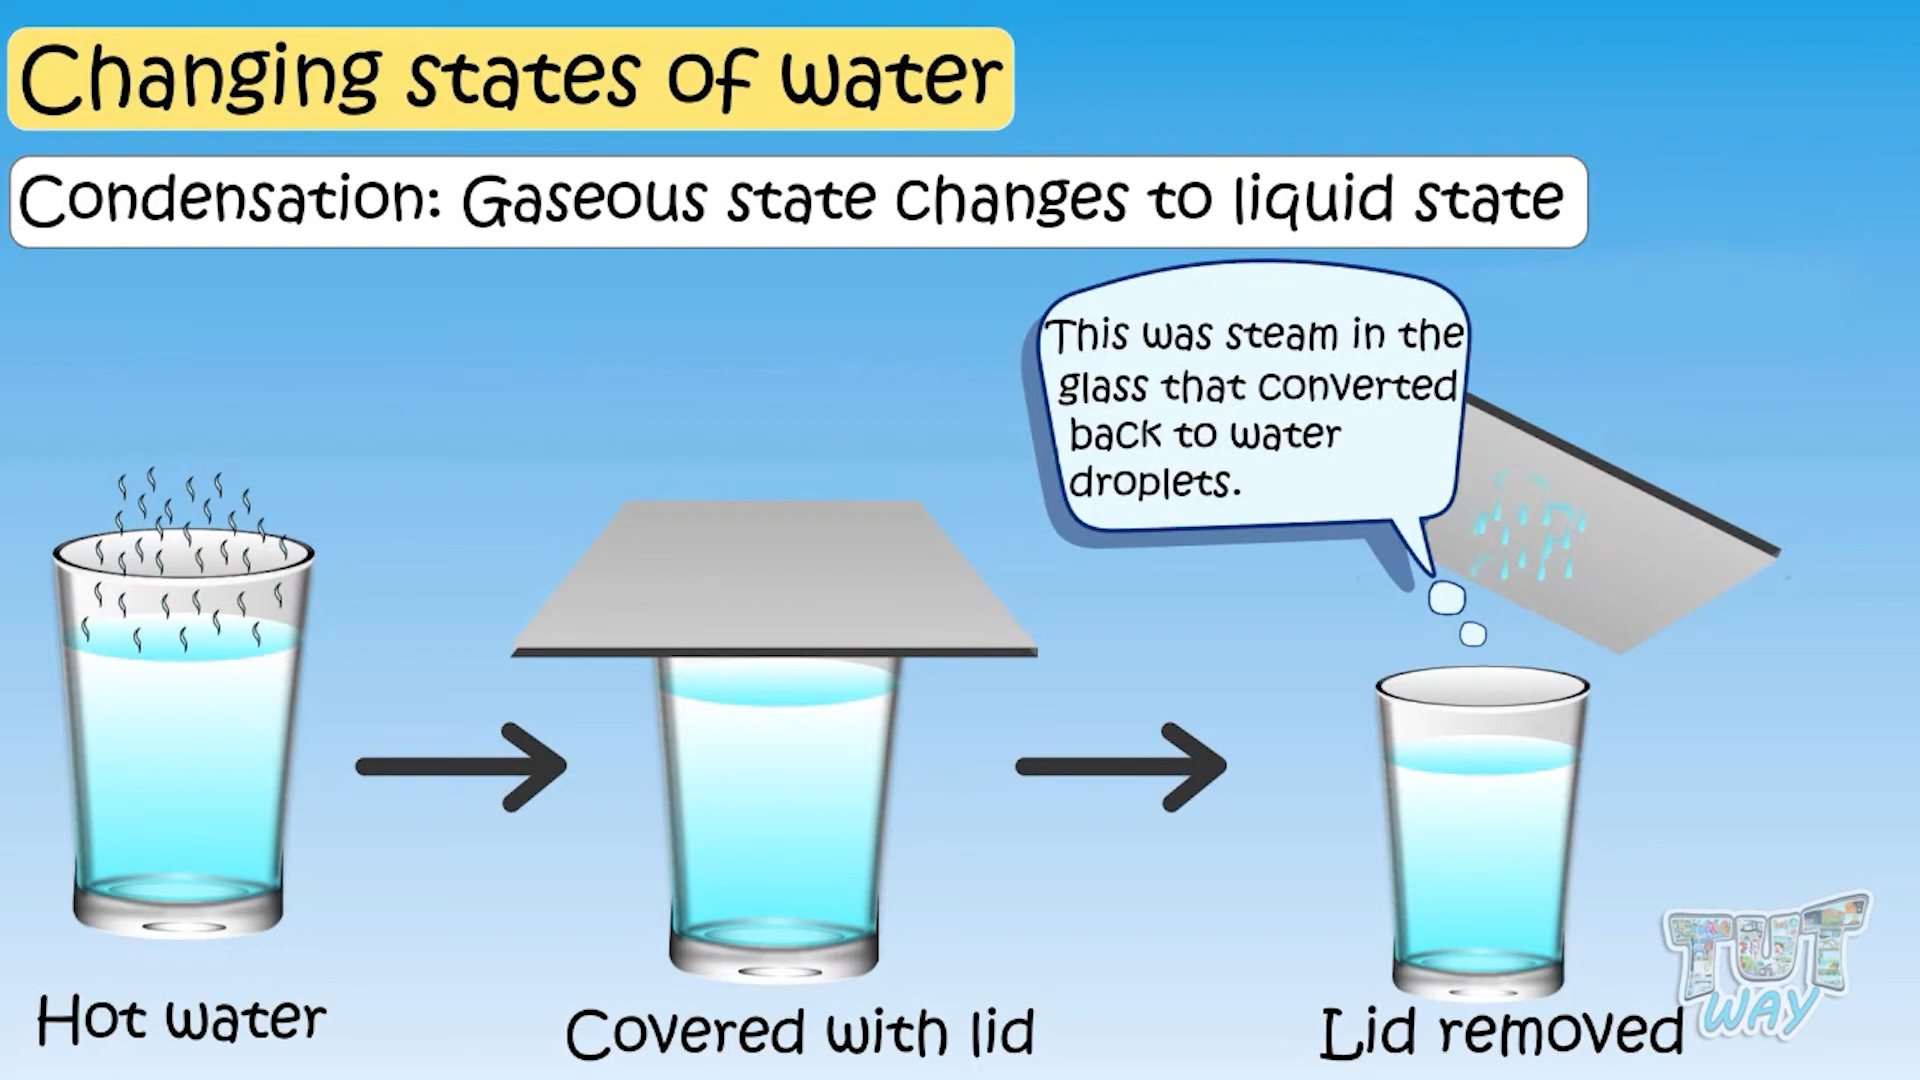 Changing states of water
Condensation: Gaseous state changes to liquid state
This was steam in the
glass that converted
back to water
droplets.
Hot water
Covered with lid
Lid removed
TUT
WAY